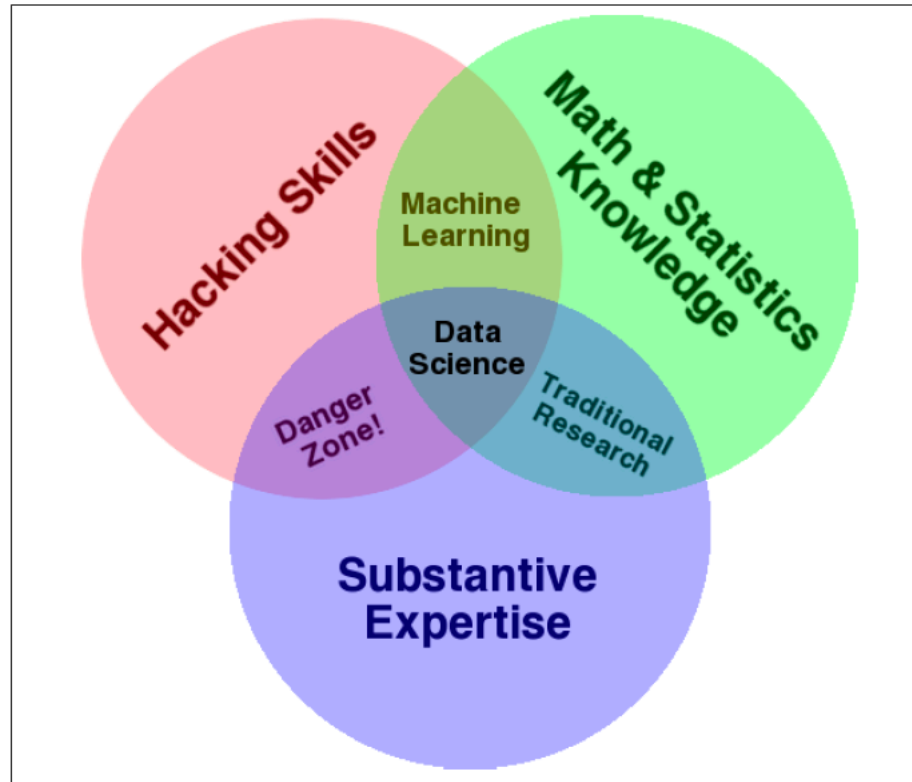 Hacking Skills
Math & Statistics
Knowledge
Machine
Learning
Data
Science
Danger
Zone!
Traditional
Research
Substantive
Expertise